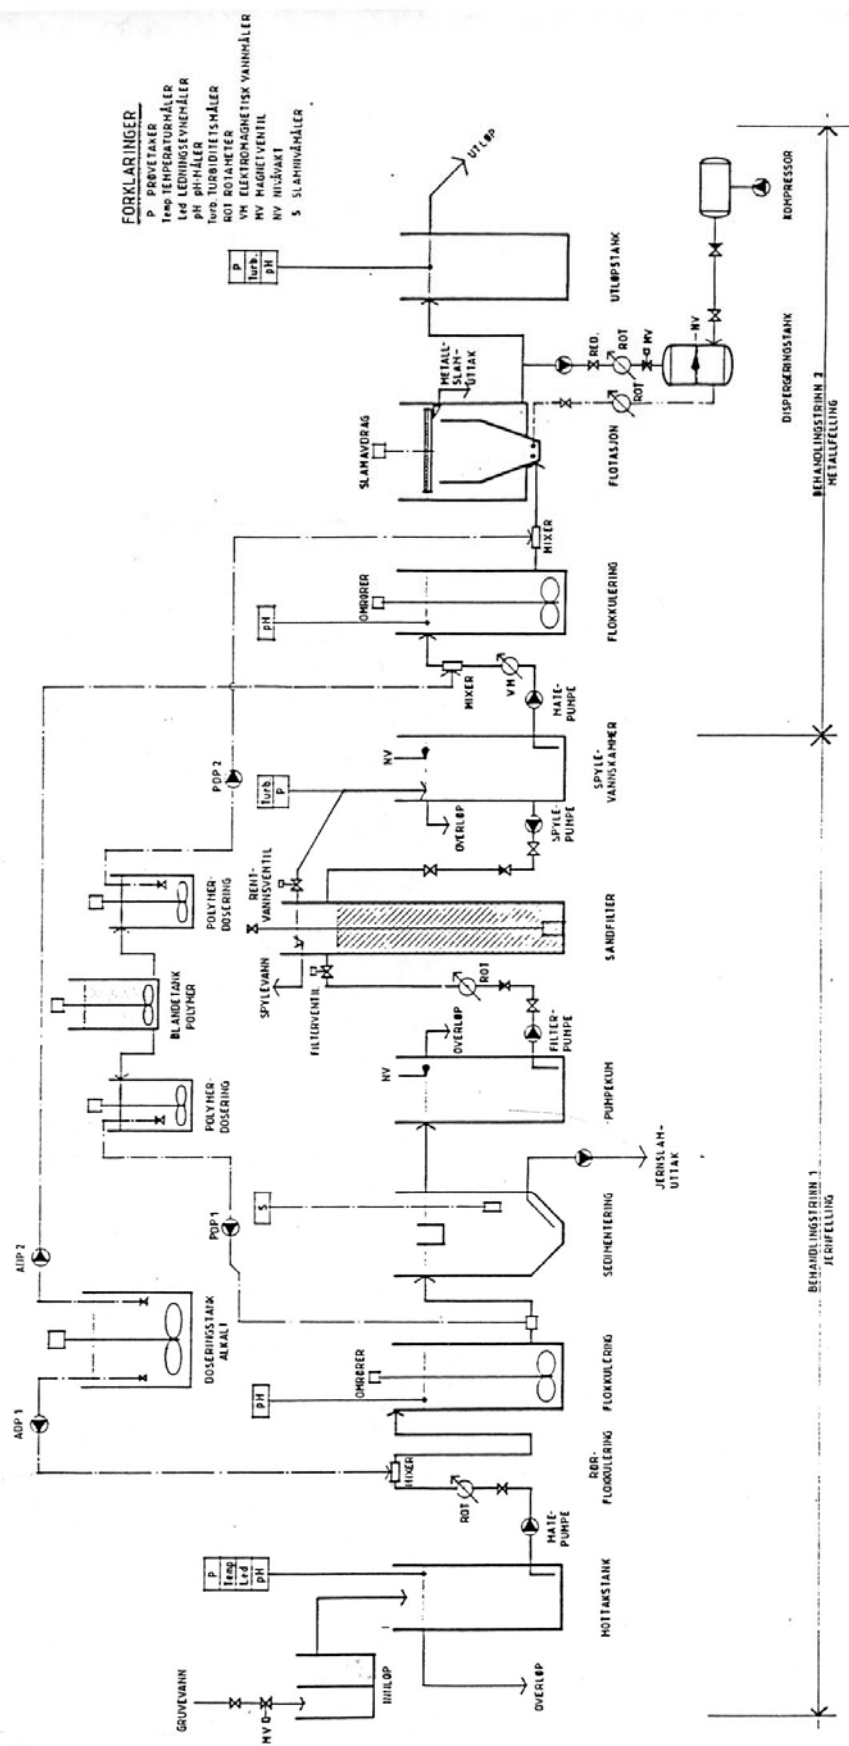 FORKLARINGER
P PRØVETAKER
Temp TEMPERATURMÅLER
Led LEDNINGSEVNEMÅLER
pH pH-MÅLER
Turb. TURBIDITETSMÅLER
ROT ROTAMETER
VM ELEKTROMAGNETISK VANNMÅLER
MV MAGNETVENTIL
NV NIVÅVAKT
S SLAMNIVÅMÅLER
GRUVEVANN
MV
INNLØP
OVERLØP
P
Temp
Led
pH
MOTTAKSTANK
MATE-
PUMPE
ROT
MIXER
RØR-
FLOKKULERING
ADP 1
DOSERINGSTANK
ALKALI
ADP 2
pH
OMRØRER
FLOKKULERING
PDP 1
S
SEDIMENTERING
JERNSLAM-
UTTAK
POLYMER-
DOSERING
BLANDETANK
POLYMER
POLYMER-
DOSERING
PDP 2
NV
OVERLØP
PUMPEKUM
FILTER-
PUMPE
ROT
FILTERVENTIL
SPYLEVANN
RENT-
VANNSVENTIL
SANDFILTER
SPYLE-
PUMPE
Turb.
P
NV
OVERLØP
SPYLE-
VANNSKAMMER
MATE-
PUMPE
VM
MIXER
pH
OMRØRER
FLOKKULERING
MIXER
SLAMAVDRAG
METALL-
SLAM-
UTTAK
FLOTASJON
RED.
ROT
MV
ROT
NV
DISPERGERINGSTANK
KOMPRESSOR
P
Turb.
pH
UTLØPSTANK
UTLØP
BEHANDLINGSTRINN 1
JERNFELLING
BEHANDLINGSTRINN 2
METALLFELLING